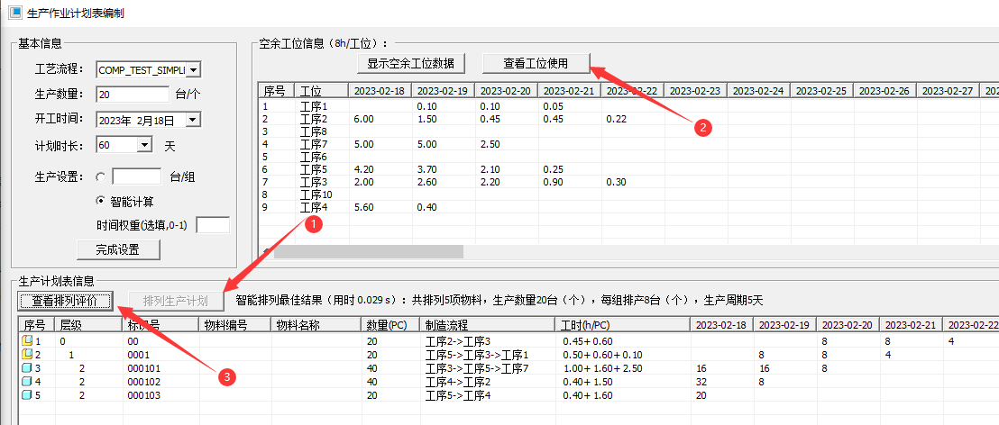 生产作业计划表编制
基本信息
工艺流程： COMP_TEST_SIMPLI
生产数量： 20 台/个
开工时间： 2023年 2月18日
计划时长： 60 天
生产设置： 台/组
智能计算
时间权重(选填,0-1)
完成设置
空余工位信息（8h/工位）：
显示空余工位数据 查看工位使用
序号 工位 2023-02-18 2023-02-19 2023-02-20 2023-02-21 2023-02-22 2023-02-23 2023-02-24 2023-02-25 2023-02-26 2023-02-27
1 工序1 0.10 0.10 0.05
2 工序2 6.00 1.50 0.45 0.45 0.22
3 工序8
4 工序7 5.00 5.00 2.50
5 工序6
6 工序5 4.20 3.70 2.10 0.25
7 工序3 2.00 2.60 2.20 0.90 0.30
8 工序10
9 工序4 5.60 0.40
1
2
生产计划表信息
查看排列评价 排列生产计划 智能排列最佳结果（用时 0.029 s）：共排列5项物料，生产数量20台（个），每组排产8台（个），生产周期5天
序号 层级 标识号 物料编号 物料名称 数量(PC) 制造流程 工时(h/PC) 2023-02-18 2023-02-19 2023-02-20 2023-02-21 2023-02-22
1 0 00 20 工序2->工序3 0.45+0.60 8 8 4
2 1 0001 20 工序5->工序3->工序1 0.50+0.60+0.10 8 8 4
3 2 000101 40 工序3->工序5->工序7 1.00+1.60+2.50 16 16 8
4 2 000102 40 工序4->工序2 0.40+1.50 32 8
5 2 000103 20 工序5->工序4 0.40+1.60 20
3